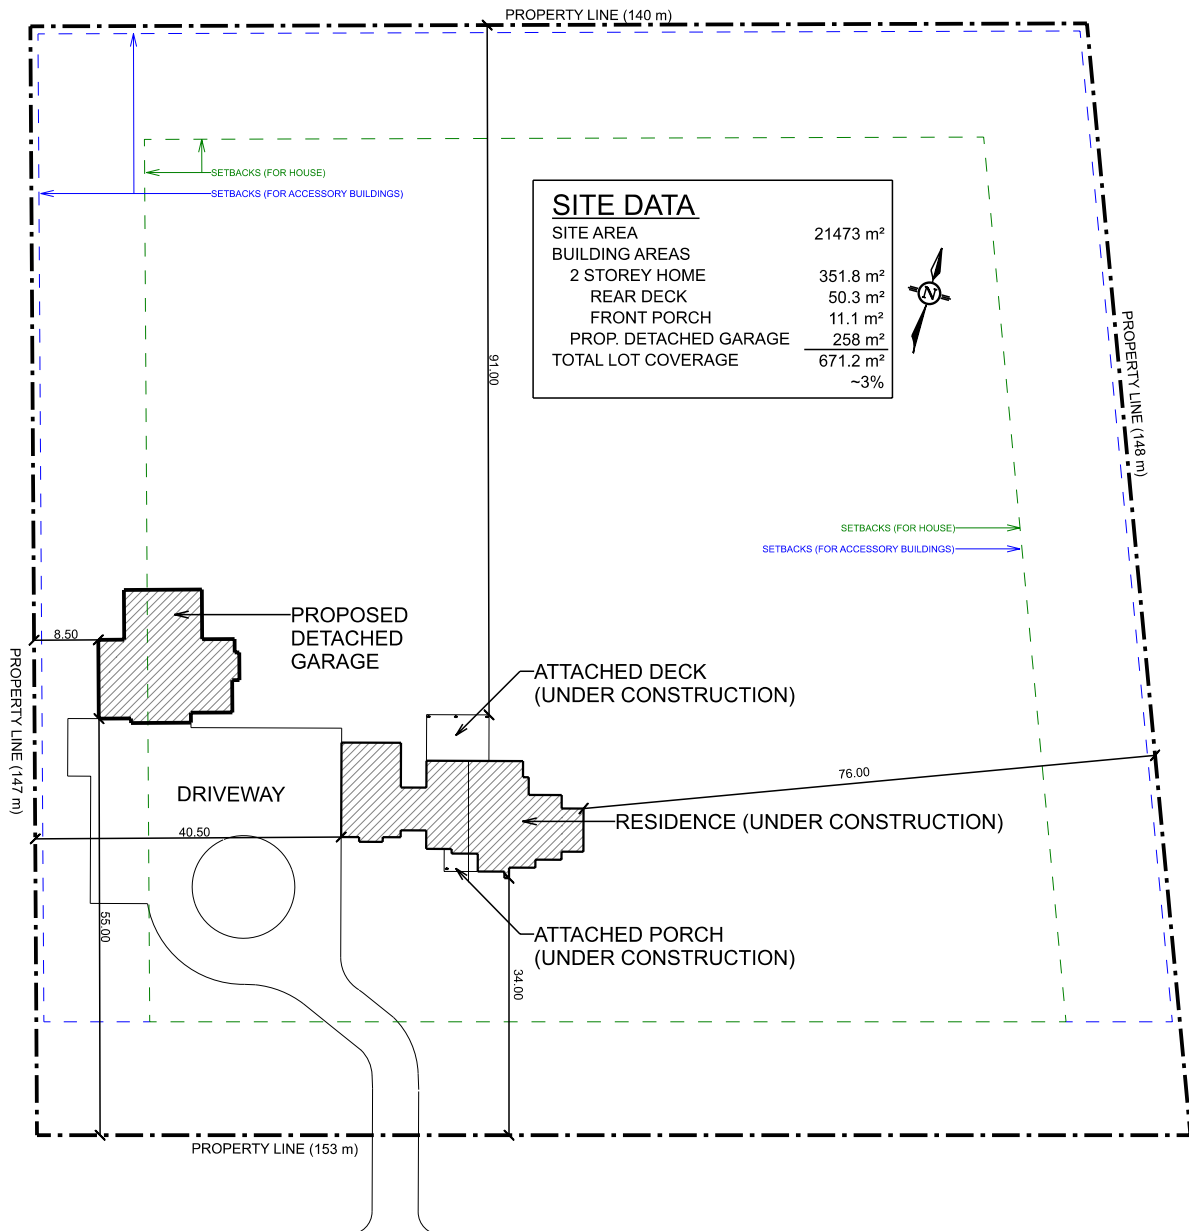 PROPERTY LINE (140 m)
SETBACKS (FOR HOUSE)
SETBACKS (FOR ACCESSORY BUILDINGS)
SITE DATA
SITE AREA 21473 m²
BUILDING AREAS
2 STOREY HOME 351.8 m²
REAR DECK 50.3 m²
FRONT PORCH 11.1 m²
PROP. DETACHED GARAGE 258 m²
TOTAL LOT COVERAGE 671.2 m²
~3%
N
91.00
PROPERTY LINE (148 m)
SETBACKS (FOR HOUSE)
SETBACKS (FOR ACCESSORY BUILDINGS)
PROPOSED
DETACHED
GARAGE
8.50
PROPERTY LINE (147 m)
ATTACHED DECK
(UNDER CONSTRUCTION)
76.00
DRIVEWAY
40.50
RESIDENCE (UNDER CONSTRUCTION)
55.00
ATTACHED PORCH
(UNDER CONSTRUCTION)
34.00
PROPERTY LINE (153 m)